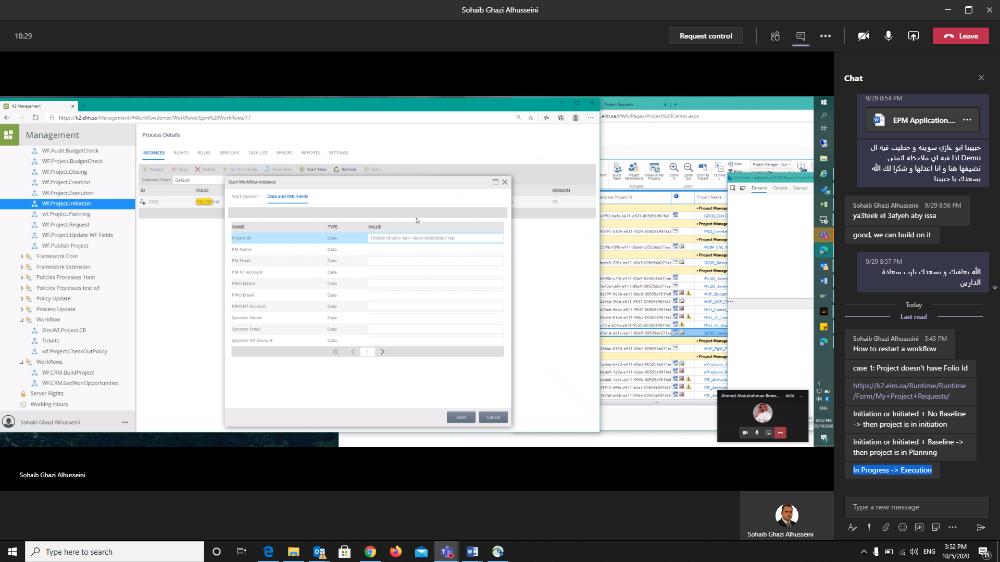 Sohaib Ghazi Alhusseini
18:29
Request control
Leave
K2 Management
https://k2.elm.sa/Management/#WorkflowServer/Workflows/Epm%20Workflows/17
Management
WF.Audit.BudgetCheck
WF.Project.BudgetCheck
Wf.Project.Closing
Wf.Project.Creation
Wf.Project.Execution
Wf.Project.Initiation
wf.Project.Planning
Wf.Project.Request
WF.Project.Update WF Fields
WF.Publish Project
Framework Core
Framework Extension
Policies Processes 1test
Policies Processes test wf
Policy Update
Process Update
Workflow
Elm.Wf.Project.CR
Tickets
wf.Project.CheckOutPolicy
Workflows
WF.CRM.BuildProject
WF.CRM.GetWonOpportunities
Server Rights
Working Hours
Sohaib Ghazi Alhusseini
Process Details
INSTANCES RIGHTS ROLES VERSIONS TASK LIST ERRORS REPORTS SETTINGS
Restart Stop Delete Go To Activity View Flow Start New Refresh Retry
Selected Filter: Default
ID FOLIO VERSION
2222 PRJ-258-Init 23
Start Workflow Instance
Start Options Data and XML Fields
NAME TYPE VALUE
Project Id Data 16560e1d-ad1c-ea11-80e9-005056b071ee
PM Name Data
PM Email Data
PM NT Account Data
PMO Name Data
PMO Email Data
PMO NT Account Data
Sponsor Name Data
Sponsor Email Data
Sponsor NT Account Data
1
Start Cancel
Project Requests
.elm.sa/PWA/Pages/Project%20Center.aspx
Build Team
Project Permissions
Check in My Projects
Zoom In
Zoom Out
Scroll to Project
Outline
View:
Project Manager - Sum
Navigate Zoom
Elements Console Sources
erprise Project ID Project Name
Ahmed Abdulrahman Binm... 40:58
ENG
03:52 PM
05/10/2020
Sohaib Ghazi Alhusseini
Sohaib Ghazi Alhusseini
Chat
9/29 8:54 PM
EPM Application....
حبيبنا ابو غازي سويته و حطيت فيه ال
Demo اذا فيه اي ملاحظه اتمنى
تضيفها هنا و انا اعدلها و شكرا لك الله
يسعدك يا حبيبنا
Sohaib Ghazi Alhusseini 9/29 8:56 PM
ya3teek el 3afyeh aby issa
good, we can build on it
9/29 8:57 PM
الله يعافيك و يسعدك يارب سعادة
الدارين
Today
Last read
Sohaib Ghazi Alhusseini 3:43 PM
How to restart a workflow
case 1: Project doesn't have Folio Id
https://k2.elm.sa/Runtime/Runtime
/Form/My+Project+Requests/
Initiation or Initiated + No Baseline
-> then project is in initiation
Initiation or Initiated + Baseline ->
then project is in Planning
In Progress -> Execution
Type a new message
Type here to search
ENG
3:52 PM
10/5/2020
15